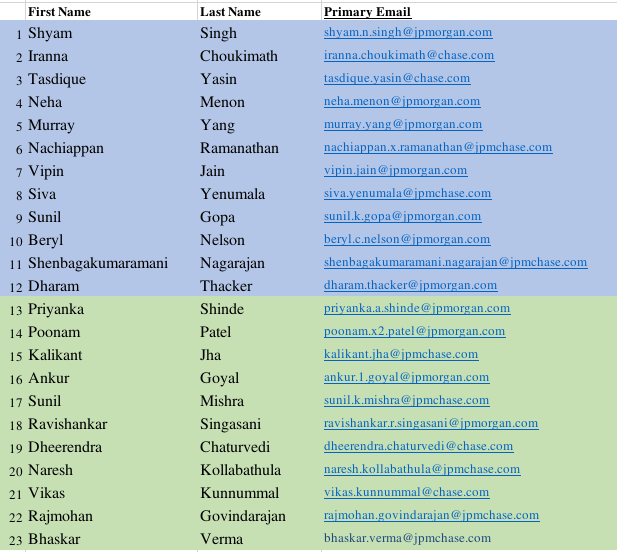 First Name Last Name Primary Email
1 Shyam Singh shyam.n.singh@jpmorgan.com
2 Iranna Choukimath iranna.choukimath@chase.com
3 Tasdique Yasin tasdique.yasin@chase.com
4 Neha Menon neha.menon@jpmorgan.com
5 Murray Yang murray.yang@jpmorgan.com
6 Nachiappan Ramanathan nachiappan.x.ramanathan@jpmchase.com
7 Vipin Jain vipin.jain@jpmorgan.com
8 Siva Yenumala siva.yenumala@jpmchase.com
9 Sunil Gopa sunil.k.gopa@jpmorgan.com
10 Beryl Nelson beryl.c.nelson@jpmorgan.com
11 Shenbagakumaramani Nagarajan shenbagakumaramani.nagarajan@jpmchase.com
12 Dharam Thacker dharam.thacker@jpmorgan.com
13 Priyanka Shinde priyanka.a.shinde@jpmorgan.com
14 Poonam Patel poonam.x2.patel@jpmorgan.com
15 Kalikant Jha kalikant.jha@jpmchase.com
16 Ankur Goyal ankur.1.goyal@jpmorgan.com
17 Sunil Mishra sunil.k.mishra@jpmchase.com
18 Ravishankar Singasani ravishankar.r.singasani@jpmorgan.com
19 Dheerendra Chaturvedi dheerendra.chaturvedi@chase.com
20 Naresh Kollabathula naresh.kollabathula@jpmchase.com
21 Vikas Kunnummal vikas.kunnummal@chase.com
22 Rajmohan Govindarajan rajmohan.govindarajan@jpmchase.com
23 Bhaskar Verma bhaskar.verma@jpmchase.com